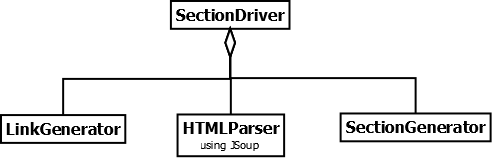 SectionDriver
LinkGenerator
HTMLParser
using JSoup
SectionGenerator